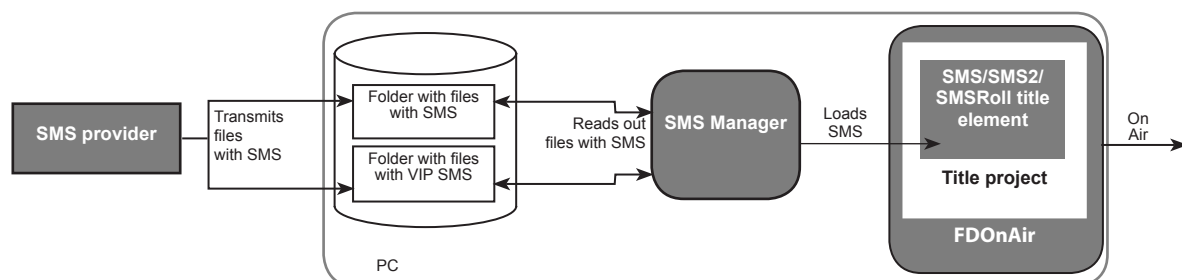 SMS provider
Transmits
files
with SMS
Folder with files
with SMS
Folder with files
with VIP SMS
PC
Reads out
files with SMS
SMS Manager
Loads
SMS
SMS/SMS2/
SMSRoll title
element
Title project
FDOnAir
On
Air